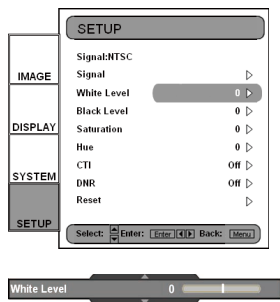 SETUP
IMAGE
DISPLAY
SYSTEM
SETUP
Signal:NTSC
Signal
White Level 0
Black Level 0
Saturation 0
Hue 0
CTI Off
DNR Off
Reset
Select: Enter: Enter Back: Menu
White Level 0